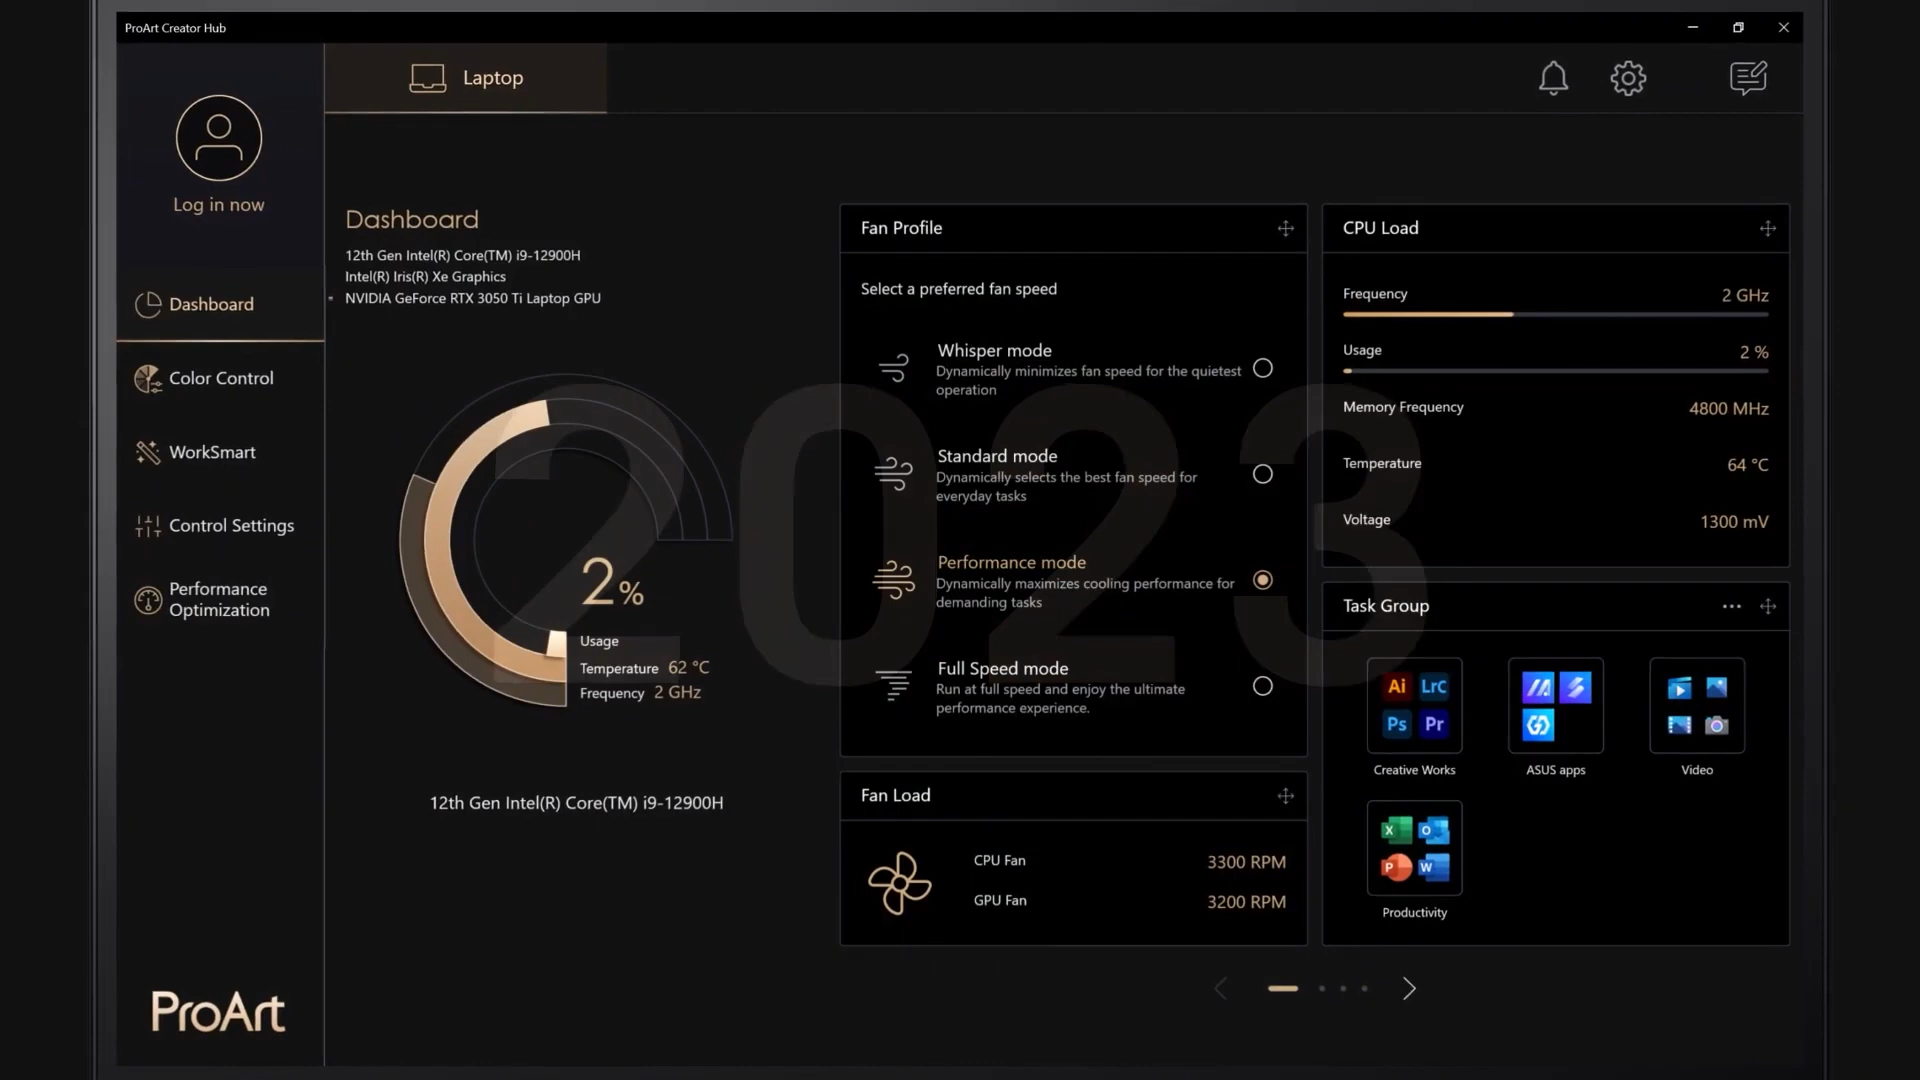 ProArt Creator Hub
Laptop
Log in now
Dashboard
Color Control
WorkSmart
Control Settings
Performance
Optimization
ProArt
Dashboard
12th Gen Intel(R) Core(TM) i9-12900H
Intel(R) Iris(R) Xe Graphics
NVIDIA GeForce RTX 3050 Ti Laptop GPU
2%
Usage
Temperature 62 °C
Frequency 2 GHz
12th Gen Intel(R) Core(TM) i9-12900H
2023
Fan Profile
Select a preferred fan speed
Whisper mode
Dynamically minimizes fan speed for the quietest
operation
Standard mode
Dynamically selects the best fan speed for
everyday tasks
Performance mode
Dynamically maximizes cooling performance for
demanding tasks
Full Speed mode
Run at full speed and enjoy the ultimate
performance experience.
Fan Load
CPU Fan 3300 RPM
GPU Fan 3200 RPM
CPU Load
Frequency 2 GHz
Usage 2 %
Memory Frequency 4800 MHz
Temperature 64 °C
Voltage 1300 mV
Task Group
Ai LrC
Ps Pr
Creative Works
ASUS apps
Video
X O
P W
Productivity